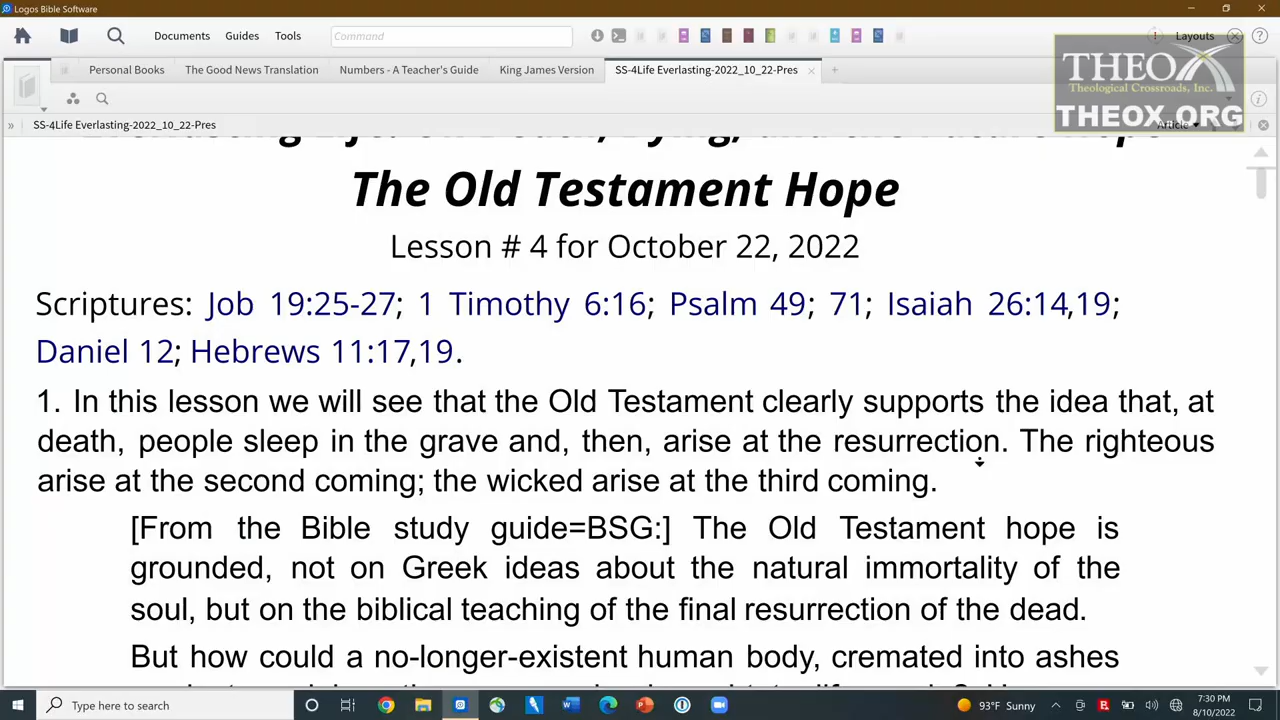 Logos Bible Software
Documents Guides Tools Command Layouts
Personal Books The Good News Translation Numbers - A Teacher's Guide King James Version SS-4Life Everlasting-2022_10_22-Pres
THEOX
Theological Crossroads, Inc.
THEOX.ORG
SS-4Life Everlasting-2022_10_22-Pres Article
The Old Testament Hope
Lesson # 4 for October 22, 2022
Scriptures: Job 19:25-27; 1 Timothy 6:16; Psalm 49; 71; Isaiah 26:14,19;
Daniel 12; Hebrews 11:17,19.
1. In this lesson we will see that the Old Testament clearly supports the idea that, at
death, people sleep in the grave and, then, arise at the resurrection. The righteous
arise at the second coming; the wicked arise at the third coming.
[From the Bible study guide=BSG:] The Old Testament hope is
grounded, not on Greek ideas about the natural immortality of the
soul, but on the biblical teaching of the final resurrection of the dead.
But how could a no-longer-existent human body, cremated into ashes
Type here to search
93°F Sunny
7:30 PM
8/10/2022